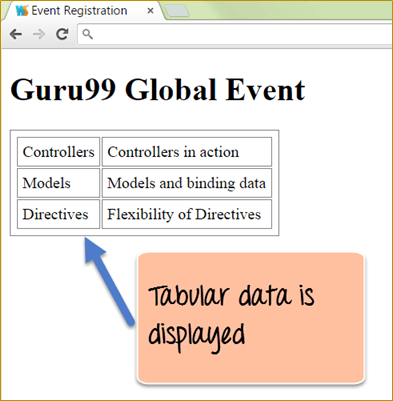 Event Registration
Guru99 Global Event
Controllers Controllers in action
Models Models and binding data
Directives Flexibility of Directives
Tabular data is
displayed